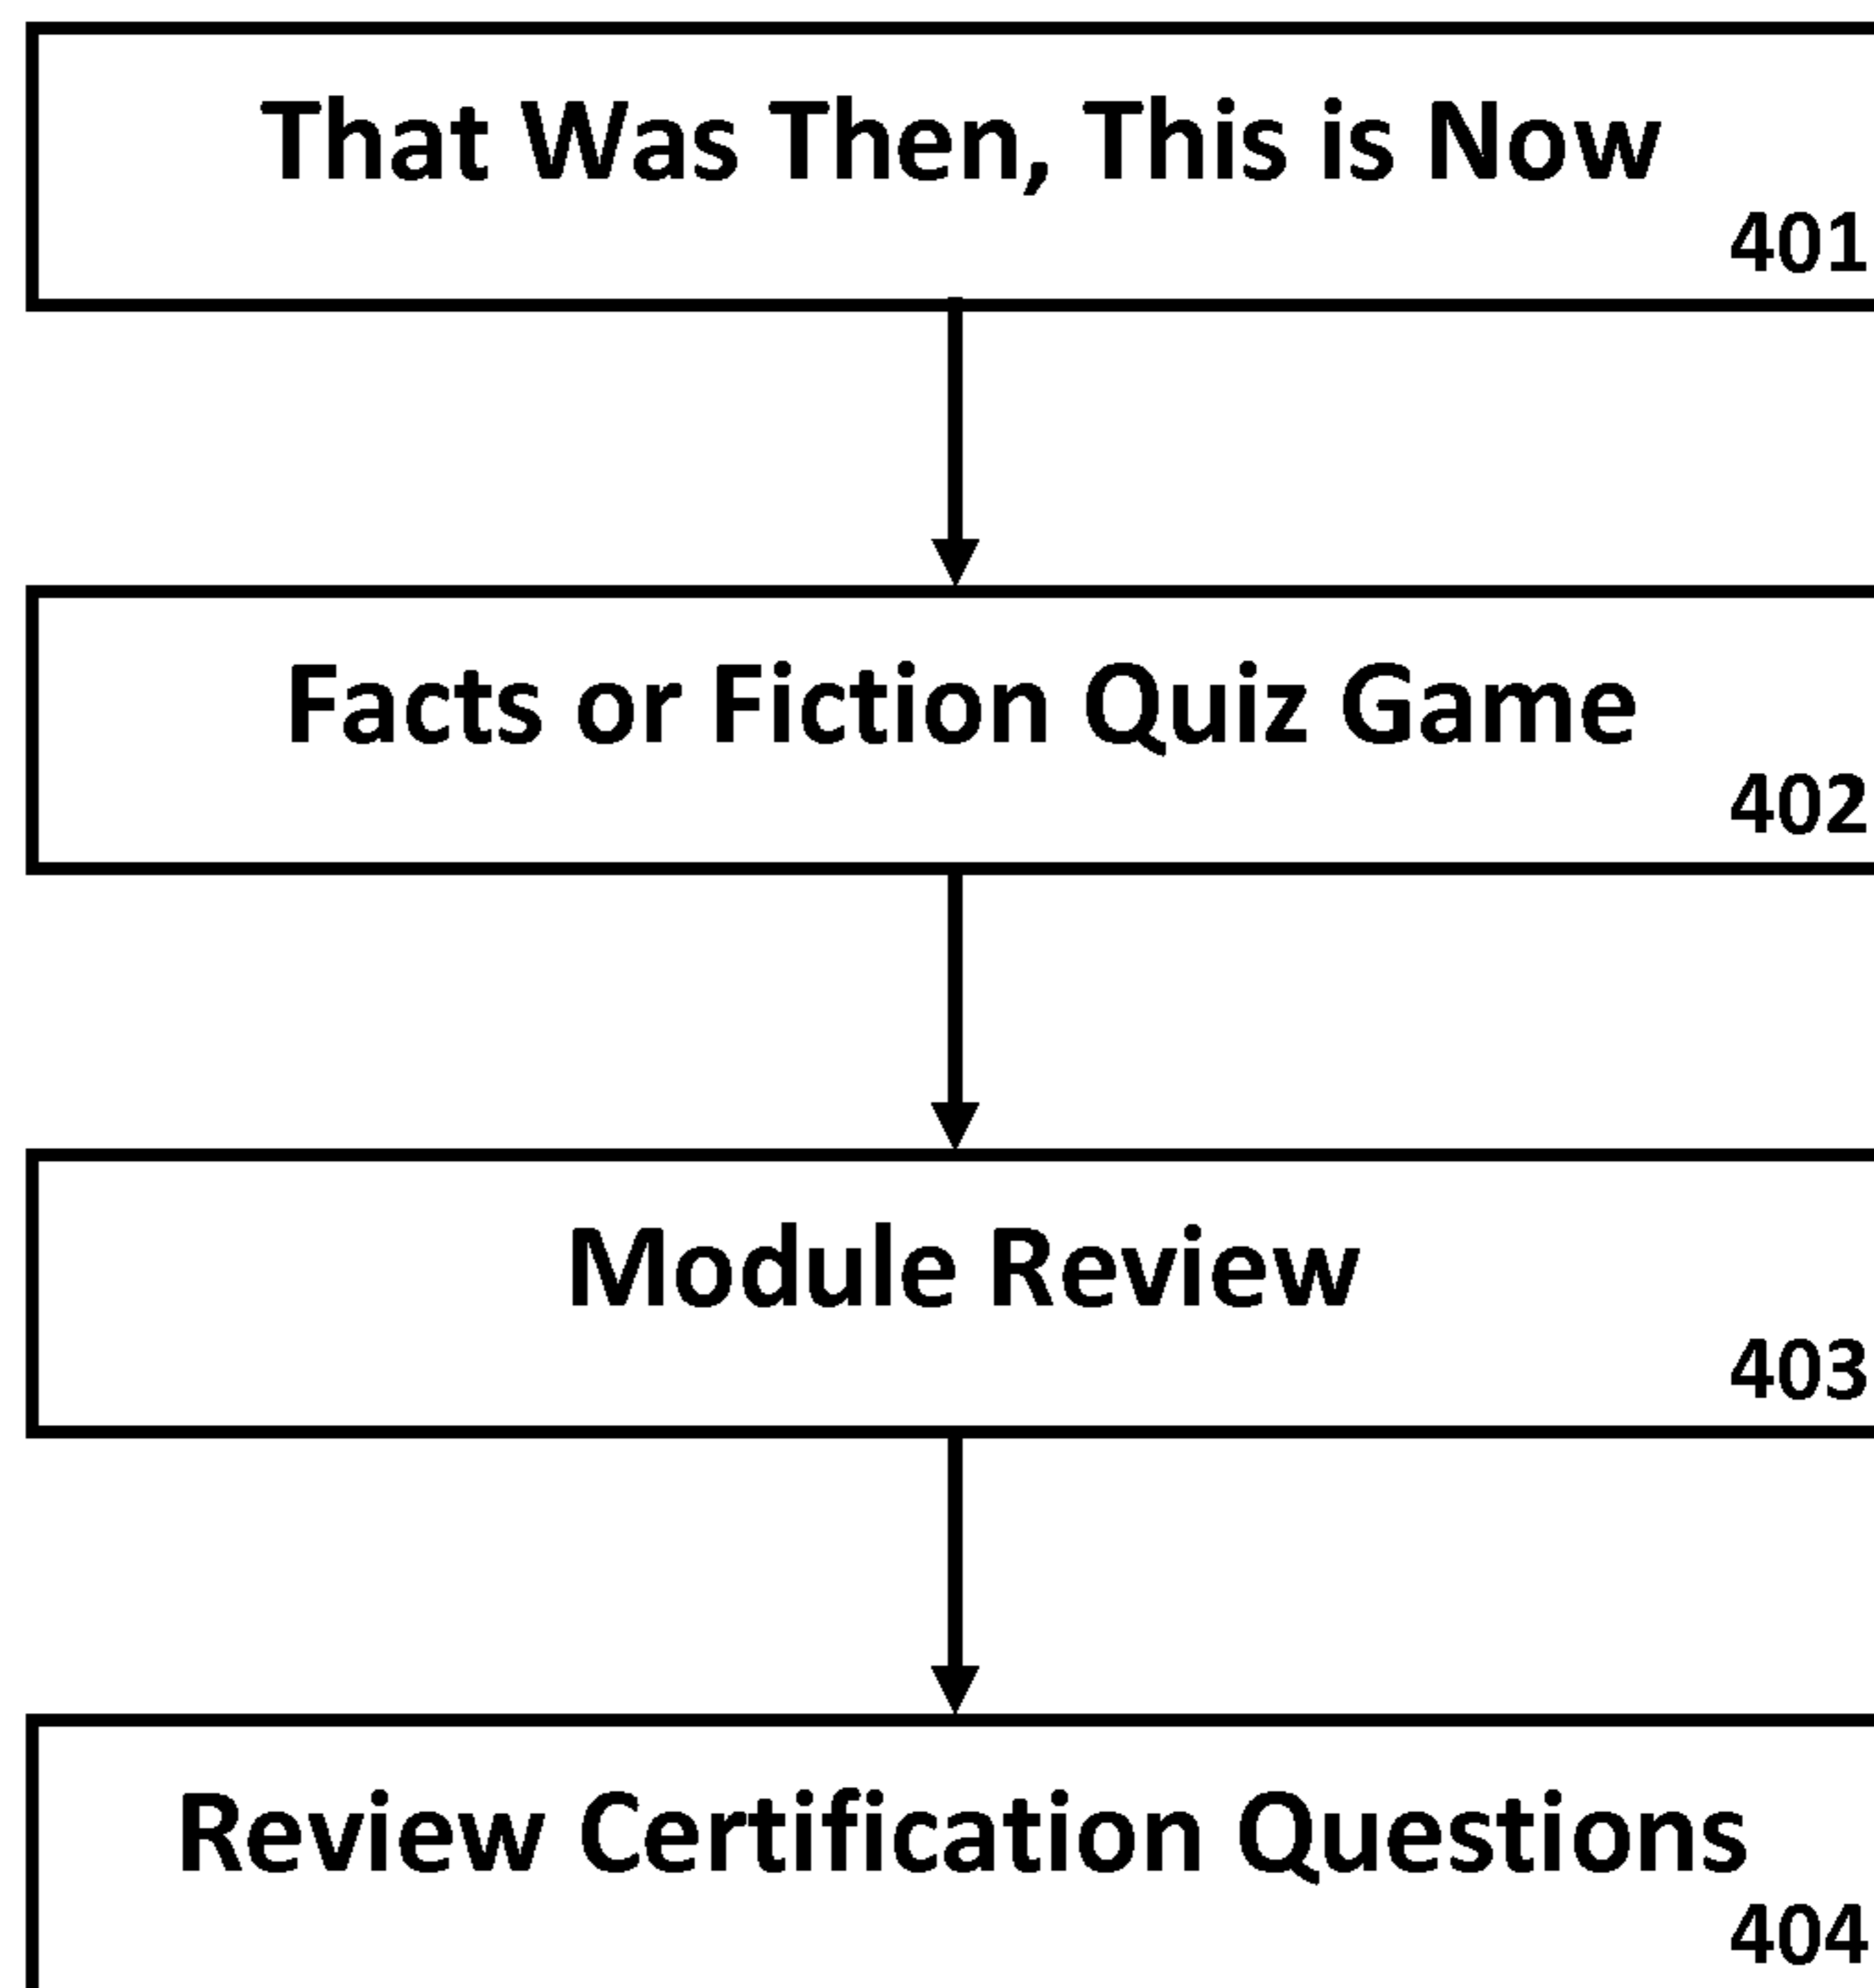 That Was Then, This is Now
401
Facts or Fiction Quiz Game
402
Module Review
403
Review Certification Questions
404